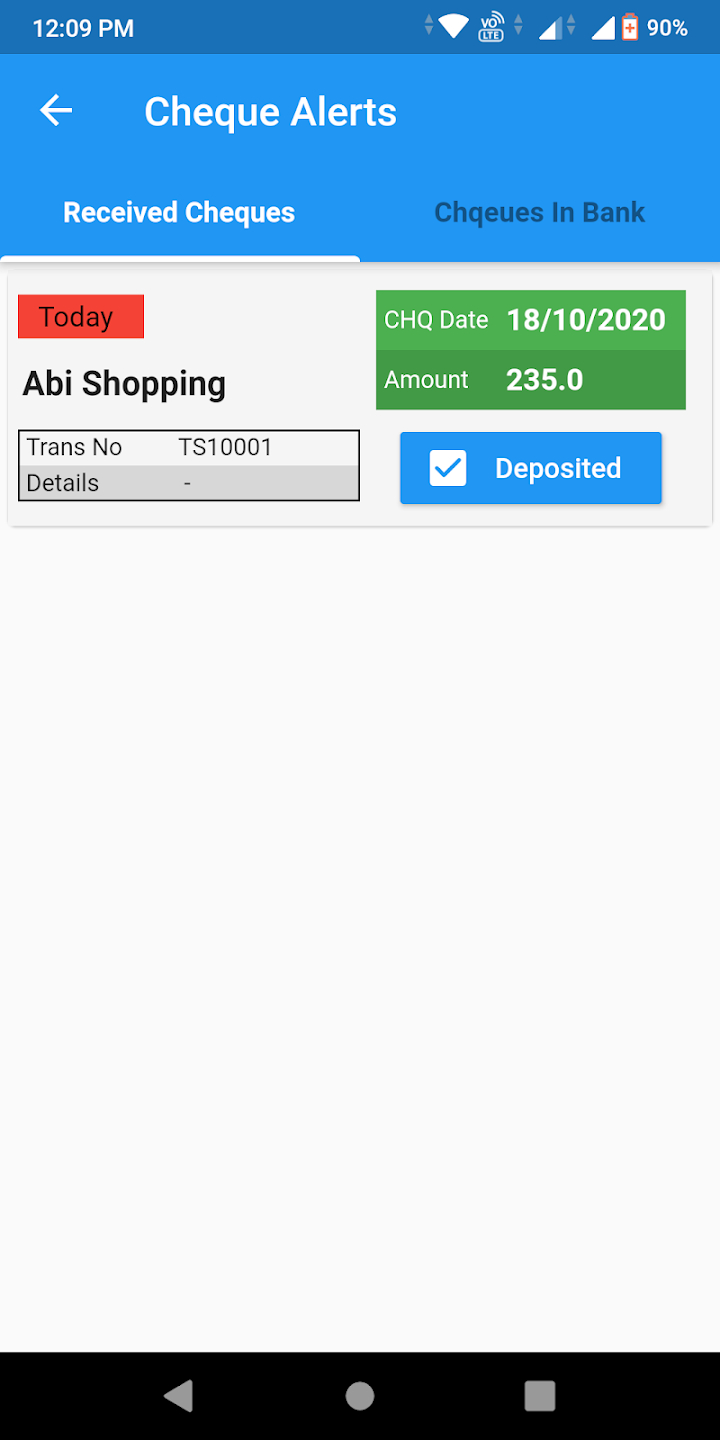 12:09 PM
VO LTE
90%
Cheque Alerts
Received Cheques
Chqeues In Bank
Today
CHQ Date 18/10/2020
Abi Shopping
Amount 235.0
Trans No TS10001
Details -
Deposited